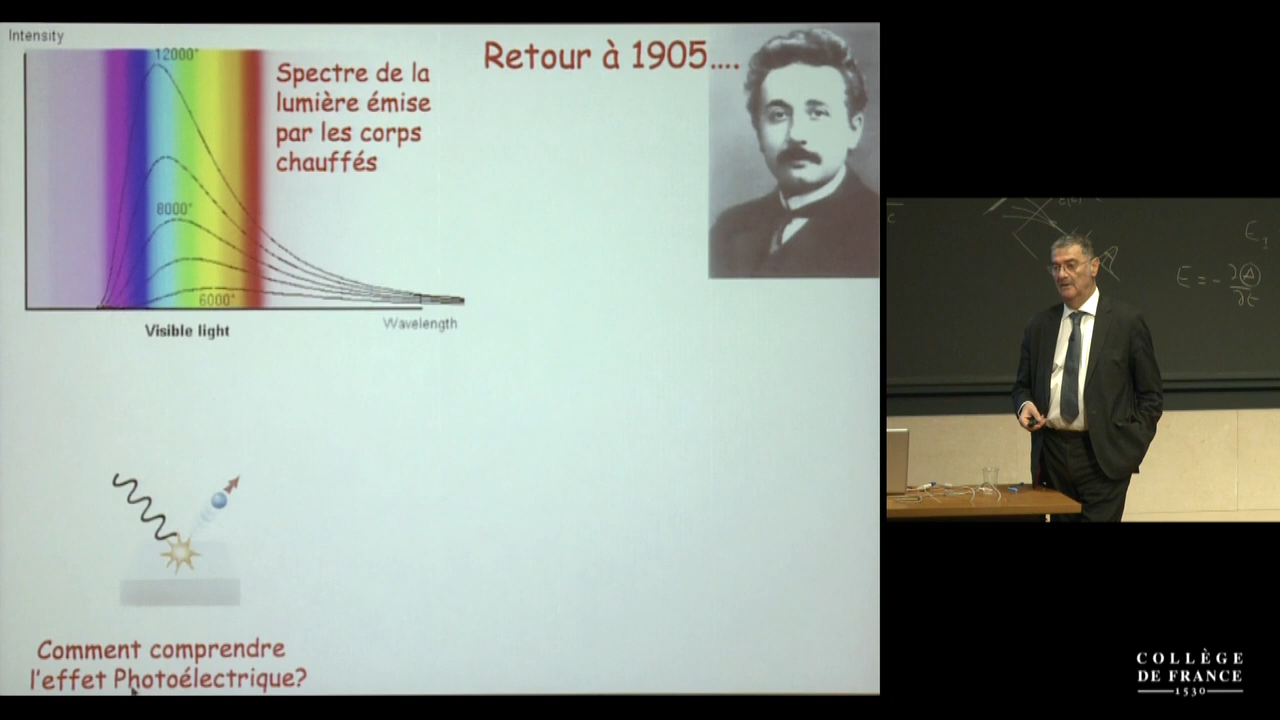 Intensity
12000°
8000°
6000°
Visible light
Wavelength
Spectre de la
lumière émise
par les corps
chauffés
Retour à 1905....
Comment comprendre
l'effet Photoélectrique?
COLLÈGE
DE FRANCE
1530